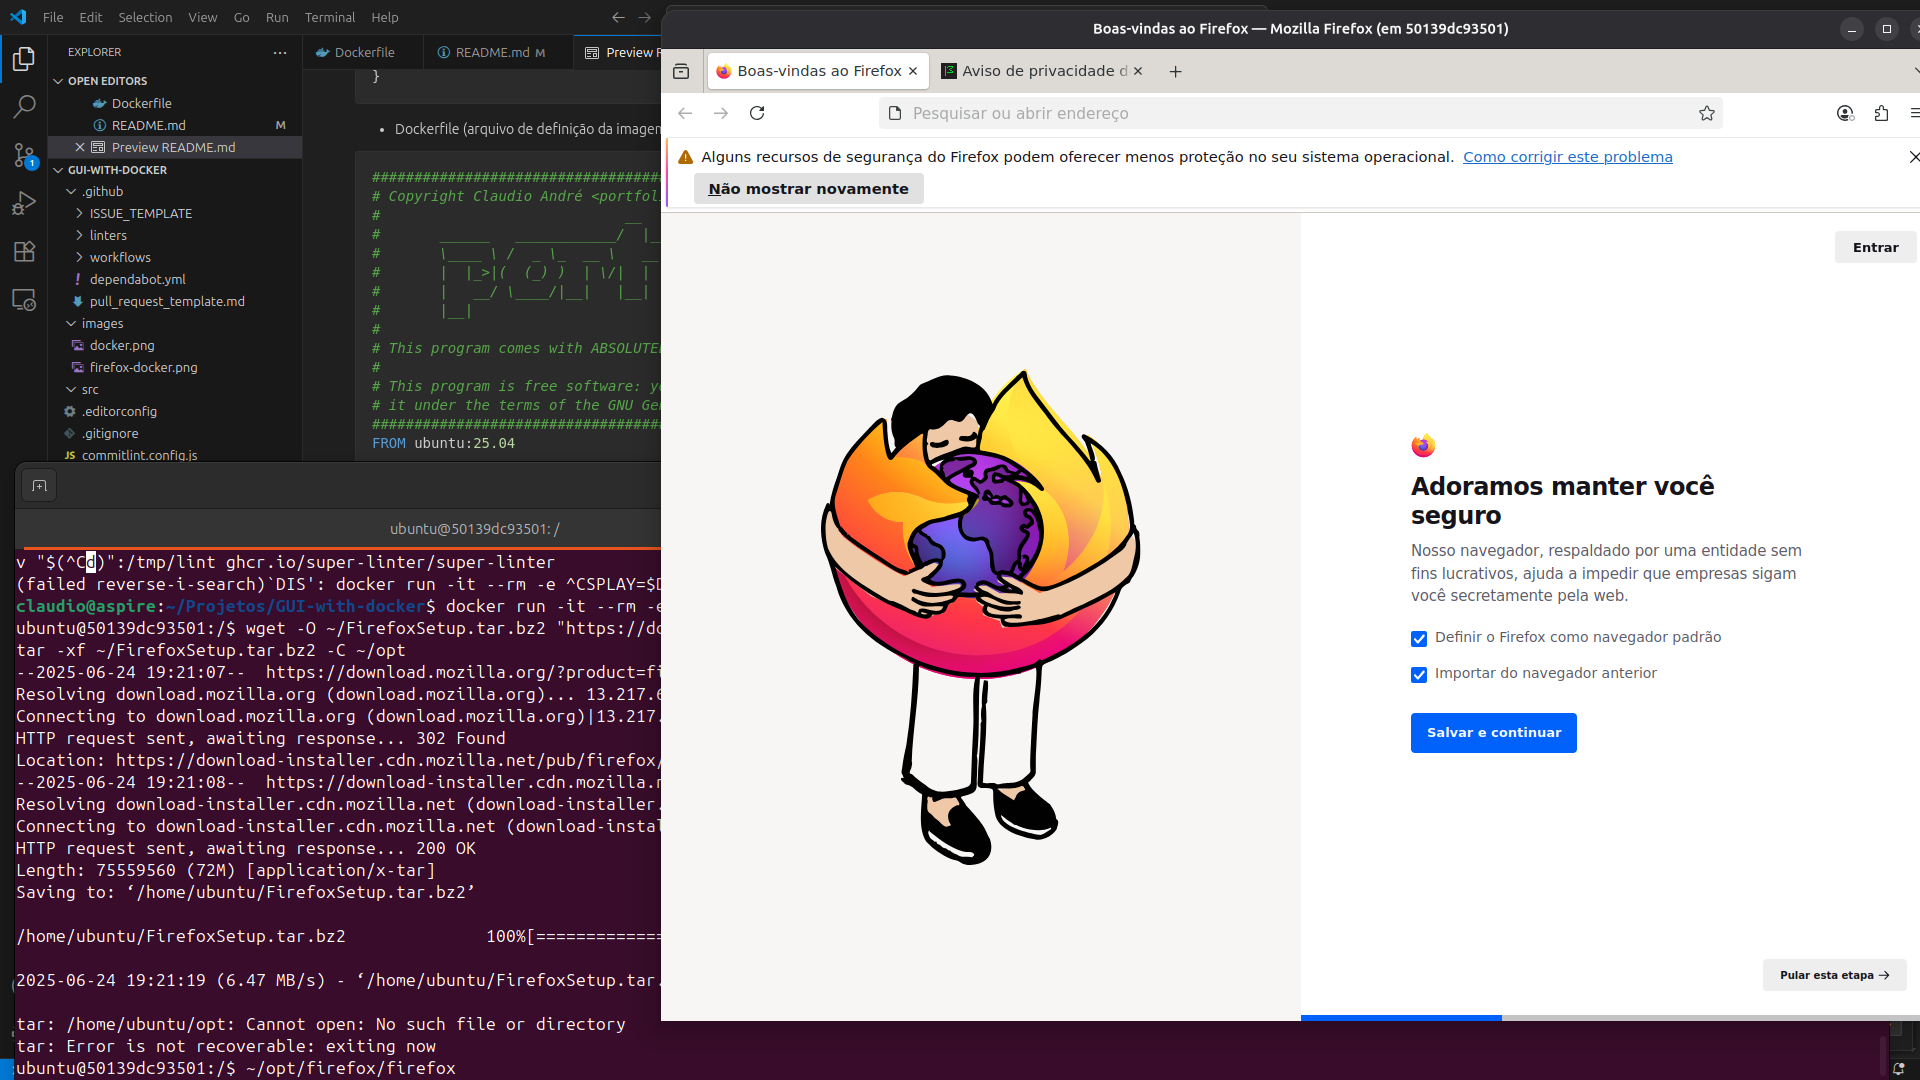 File Edit Selection View Go Run Terminal Help
EXPLORER
OPEN EDITORS
Dockerfile
README.md M
Preview README.md
GUI-WITH-DOCKER
.github
ISSUE_TEMPLATE
linters
workflows
dependabot.yml
pull_request_template.md
images
docker.png
firefox-docker.png
src
.editorconfig
.gitignore
commitlint.config.js
1
Dockerfile
README.md M
Preview
}
• Dockerfile (arquivo de definição da imagem
# Copyright Claudio André <portfol
# This program comes with ABSOLUTE
#
# This program is free software: y
# it under the terms of the GNU Ge
FROM ubuntu:25.04
ubuntu@50139dc93501: /
v "$(^Cd)":/tmp/lint ghcr.io/super-linter/super-linter
(failed reverse-i-search)`DIS': docker run -it --rm -e ^CSPLAY=$D
claudio@aspire:~/Projetos/GUI-with-docker$ docker run -it --rm -e
ubuntu@50139dc93501:/$ wget -O ~/FirefoxSetup.tar.bz2 "https://do
tar -xf ~/FirefoxSetup.tar.bz2 -C ~/opt
--2025-06-24 19:21:07-- https://download.mozilla.org/?product=fi
Resolving download.mozilla.org (download.mozilla.org)... 13.217.6
Connecting to download.mozilla.org (download.mozilla.org)|13.217.
HTTP request sent, awaiting response... 302 Found
Location: https://download-installer.cdn.mozilla.net/pub/firefox/
--2025-06-24 19:21:08-- https://download-installer.cdn.mozilla.n
Resolving download-installer.cdn.mozilla.net (download-installer.
Connecting to download-installer.cdn.mozilla.net (download-instal
HTTP request sent, awaiting response... 200 OK
Length: 75559560 (72M) [application/x-tar]
Saving to: ‘/home/ubuntu/FirefoxSetup.tar.bz2’
/home/ubuntu/FirefoxSetup.tar.bz2 100%[=============
2025-06-24 19:21:19 (6.47 MB/s) - ‘/home/ubuntu/FirefoxSetup.tar.
tar: /home/ubuntu/opt: Cannot open: No such file or directory
tar: Error is not recoverable: exiting now
ubuntu@50139dc93501:/$ ~/opt/firefox/firefox
Boas-vindas ao Firefox — Mozilla Firefox (em 50139dc93501)
Boas-vindas ao Firefox
Aviso de privacidade d
Pesquisar ou abrir endereço
Alguns recursos de segurança do Firefox podem oferecer menos proteção no seu sistema operacional. Como corrigir este problema
Não mostrar novamente
Entrar
Adoramos manter você
seguro
Nosso navegador, respaldado por uma entidade sem
fins lucrativos, ajuda a impedir que empresas sigam
você secretamente pela web.
Definir o Firefox como navegador padrão
Importar do navegador anterior
Salvar e continuar
Pular esta etapa →